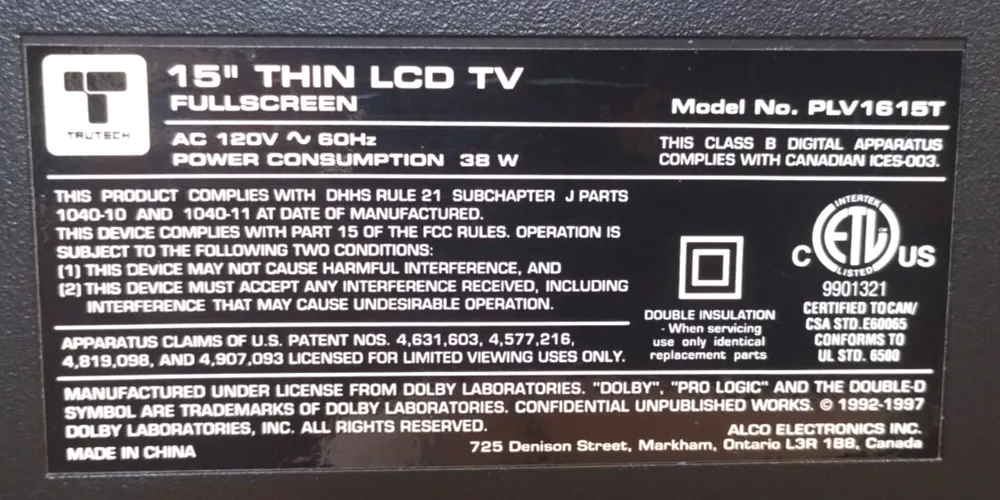 TRUTECH
15" THIN LCD TV
FULLSCREEN
Model No. PLV1615T
AC 120V ~ 60Hz
POWER CONSUMPTION 38 W
THIS CLASS B DIGITAL APPARATUS
COMPLIES WITH CANADIAN ICES-003.
THIS PRODUCT COMPLIES WITH DHHS RULE 21 SUBCHAPTER J PARTS
1040-10 AND 1040-11 AT DATE OF MANUFACTURED.
THIS DEVICE COMPLIES WITH PART 15 OF THE FCC RULES. OPERATION IS
SUBJECT TO THE FOLLOWING TWO CONDITIONS:
(1) THIS DEVICE MAY NOT CAUSE HARMFUL INTERFERENCE, AND
(2) THIS DEVICE MUST ACCEPT ANY INTERFERENCE RECEIVED, INCLUDING
INTERFERENCE THAT MAY CAUSE UNDESIRABLE OPERATION.
APPARATUS CLAIMS OF U.S. PATENT NOS. 4,631,603, 4,577,216,
4,819,098, AND 4,907,093 LICENSED FOR LIMITED VIEWING USES ONLY.
DOUBLE INSULATION
- When servicing
use only identical
replacement parts
INTERTEK
C ETL US
LISTED
9901321
CERTIFIED TO CAN/
CSA STD.E60065
CONFORMS TO
UL STD. 6500
MANUFACTURED UNDER LICENSE FROM DOLBY LABORATORIES. "DOLBY", "PRO LOGIC" AND THE DOUBLE-D
SYMBOL ARE TRADEMARKS OF DOLBY LABORATORIES. CONFIDENTIAL UNPUBLISHED WORKS. © 1992-1997
DOLBY LABORATORIES, INC. ALL RIGHTS RESERVED.
ALCO ELECTRONICS INC.
MADE IN CHINA
725 Denison Street, Markham, Ontario L3R 1B8, Canada